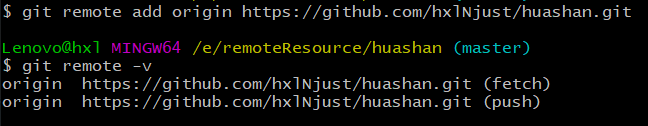 $ git remote add origin https://github.com/hxlNjust/huashan.git
Lenovo@hxl MINGW64 /e/remoteResource/huashan (master)
$ git remote -v
origin  https://github.com/hxlNjust/huashan.git (fetch)
origin  https://github.com/hxlNjust/huashan.git (push)